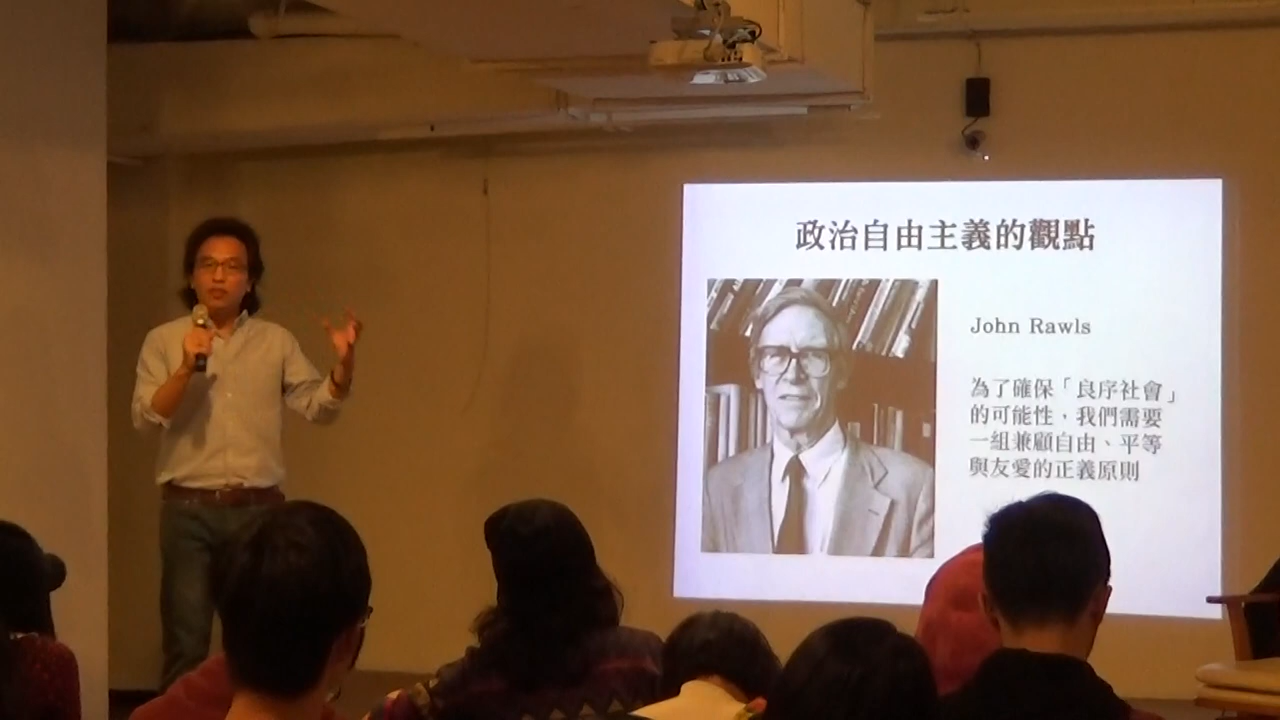 政治自由主義的觀點
John Rawls
為了確保「良序社會」
的可能性，我們需要
一組兼顧自由、平等
與友愛的正義原則